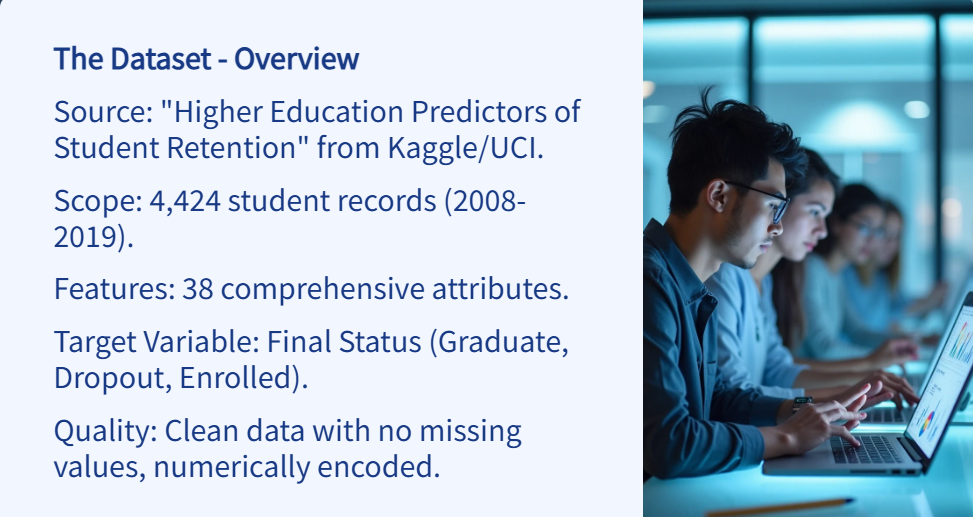 The Dataset - Overview
Source: "Higher Education Predictors of
Student Retention" from Kaggle/UCI.
Scope: 4,424 student records (2008-
2019).
Features: 38 comprehensive attributes.
Target Variable: Final Status (Graduate,
Dropout, Enrolled).
Quality: Clean data with no missing
values, numerically encoded.